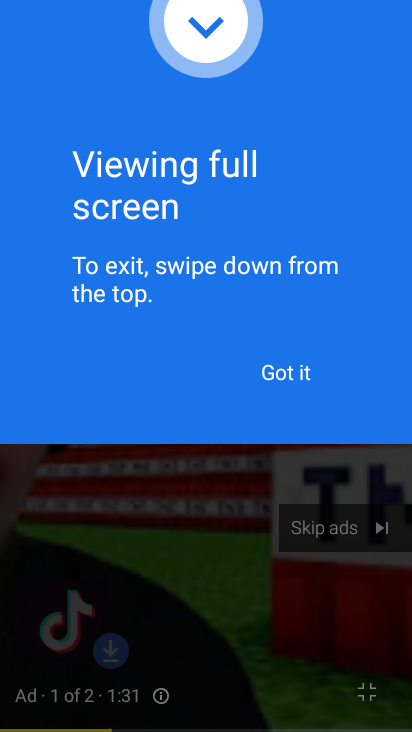 Viewing full
screen
To exit, swipe down from
the top.
Got it
Th
Skip ads
Ad · 1 of 2 · 1:31